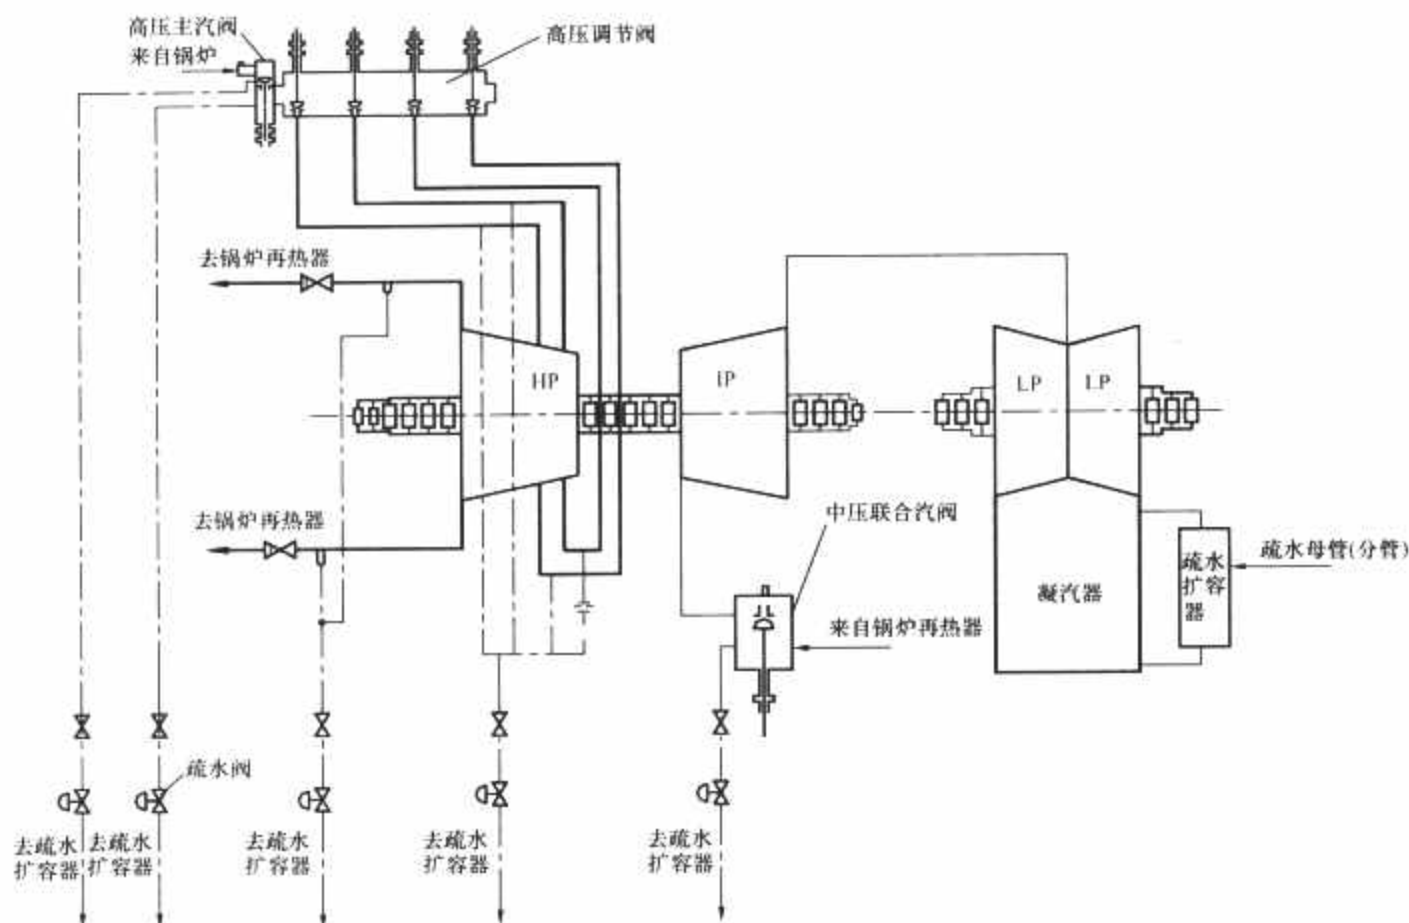 高压主汽阀
来自锅炉
高压调节阀
去锅炉再热器
HP
IP
LP
LP
去锅炉再热器
中压联合汽阀
凝汽器
疏水
扩容
器
疏水母管(分管)
来自锅炉再热器
疏水阀
去疏水
扩容器
去疏水
扩容器
去疏水
扩容器
去疏水
扩容器
去疏水
扩容器